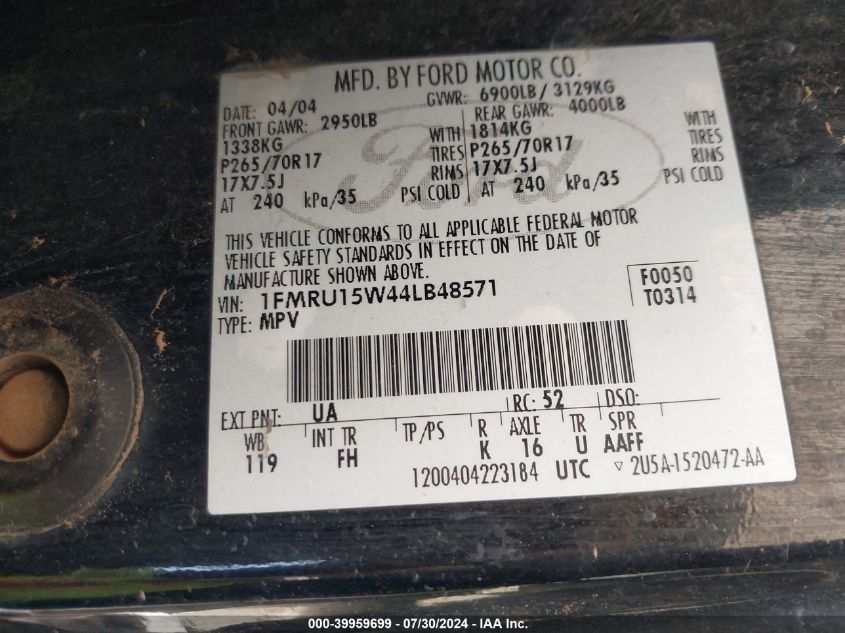 MFD. BY FORD MOTOR CO.
DATE: 04/04 GVWR: 6900LB / 3129KG
FRONT GAWR: 2950LB REAR GAWR: 4000LB
1338KG WITH 1814KG WITH
P265/70R17 TIRES P265/70R17 TIRES
17X7.5J RIMS 17X7.5J RIMS
AT 240 kPa/35 PSI COLD AT 240 kPa/35 PSI COLD
Ford
THIS VEHICLE CONFORMS TO ALL APPLICABLE FEDERAL MOTOR
VEHICLE SAFETY STANDARDS IN EFFECT ON THE DATE OF
MANUFACTURE SHOWN ABOVE.
VIN: 1FMRU15W44LB48571 F0050
TYPE: MPV T0314
EXT PNT: UA RC: 52 DSO:
WB INT TR TP/PS R AXLE TR SPR
119 FH K 16 U AAFF
1200404223184 UTC ▽ 2U5A-1520472-AA
000-39959699 - 07/30/2024 - IAA Inc.